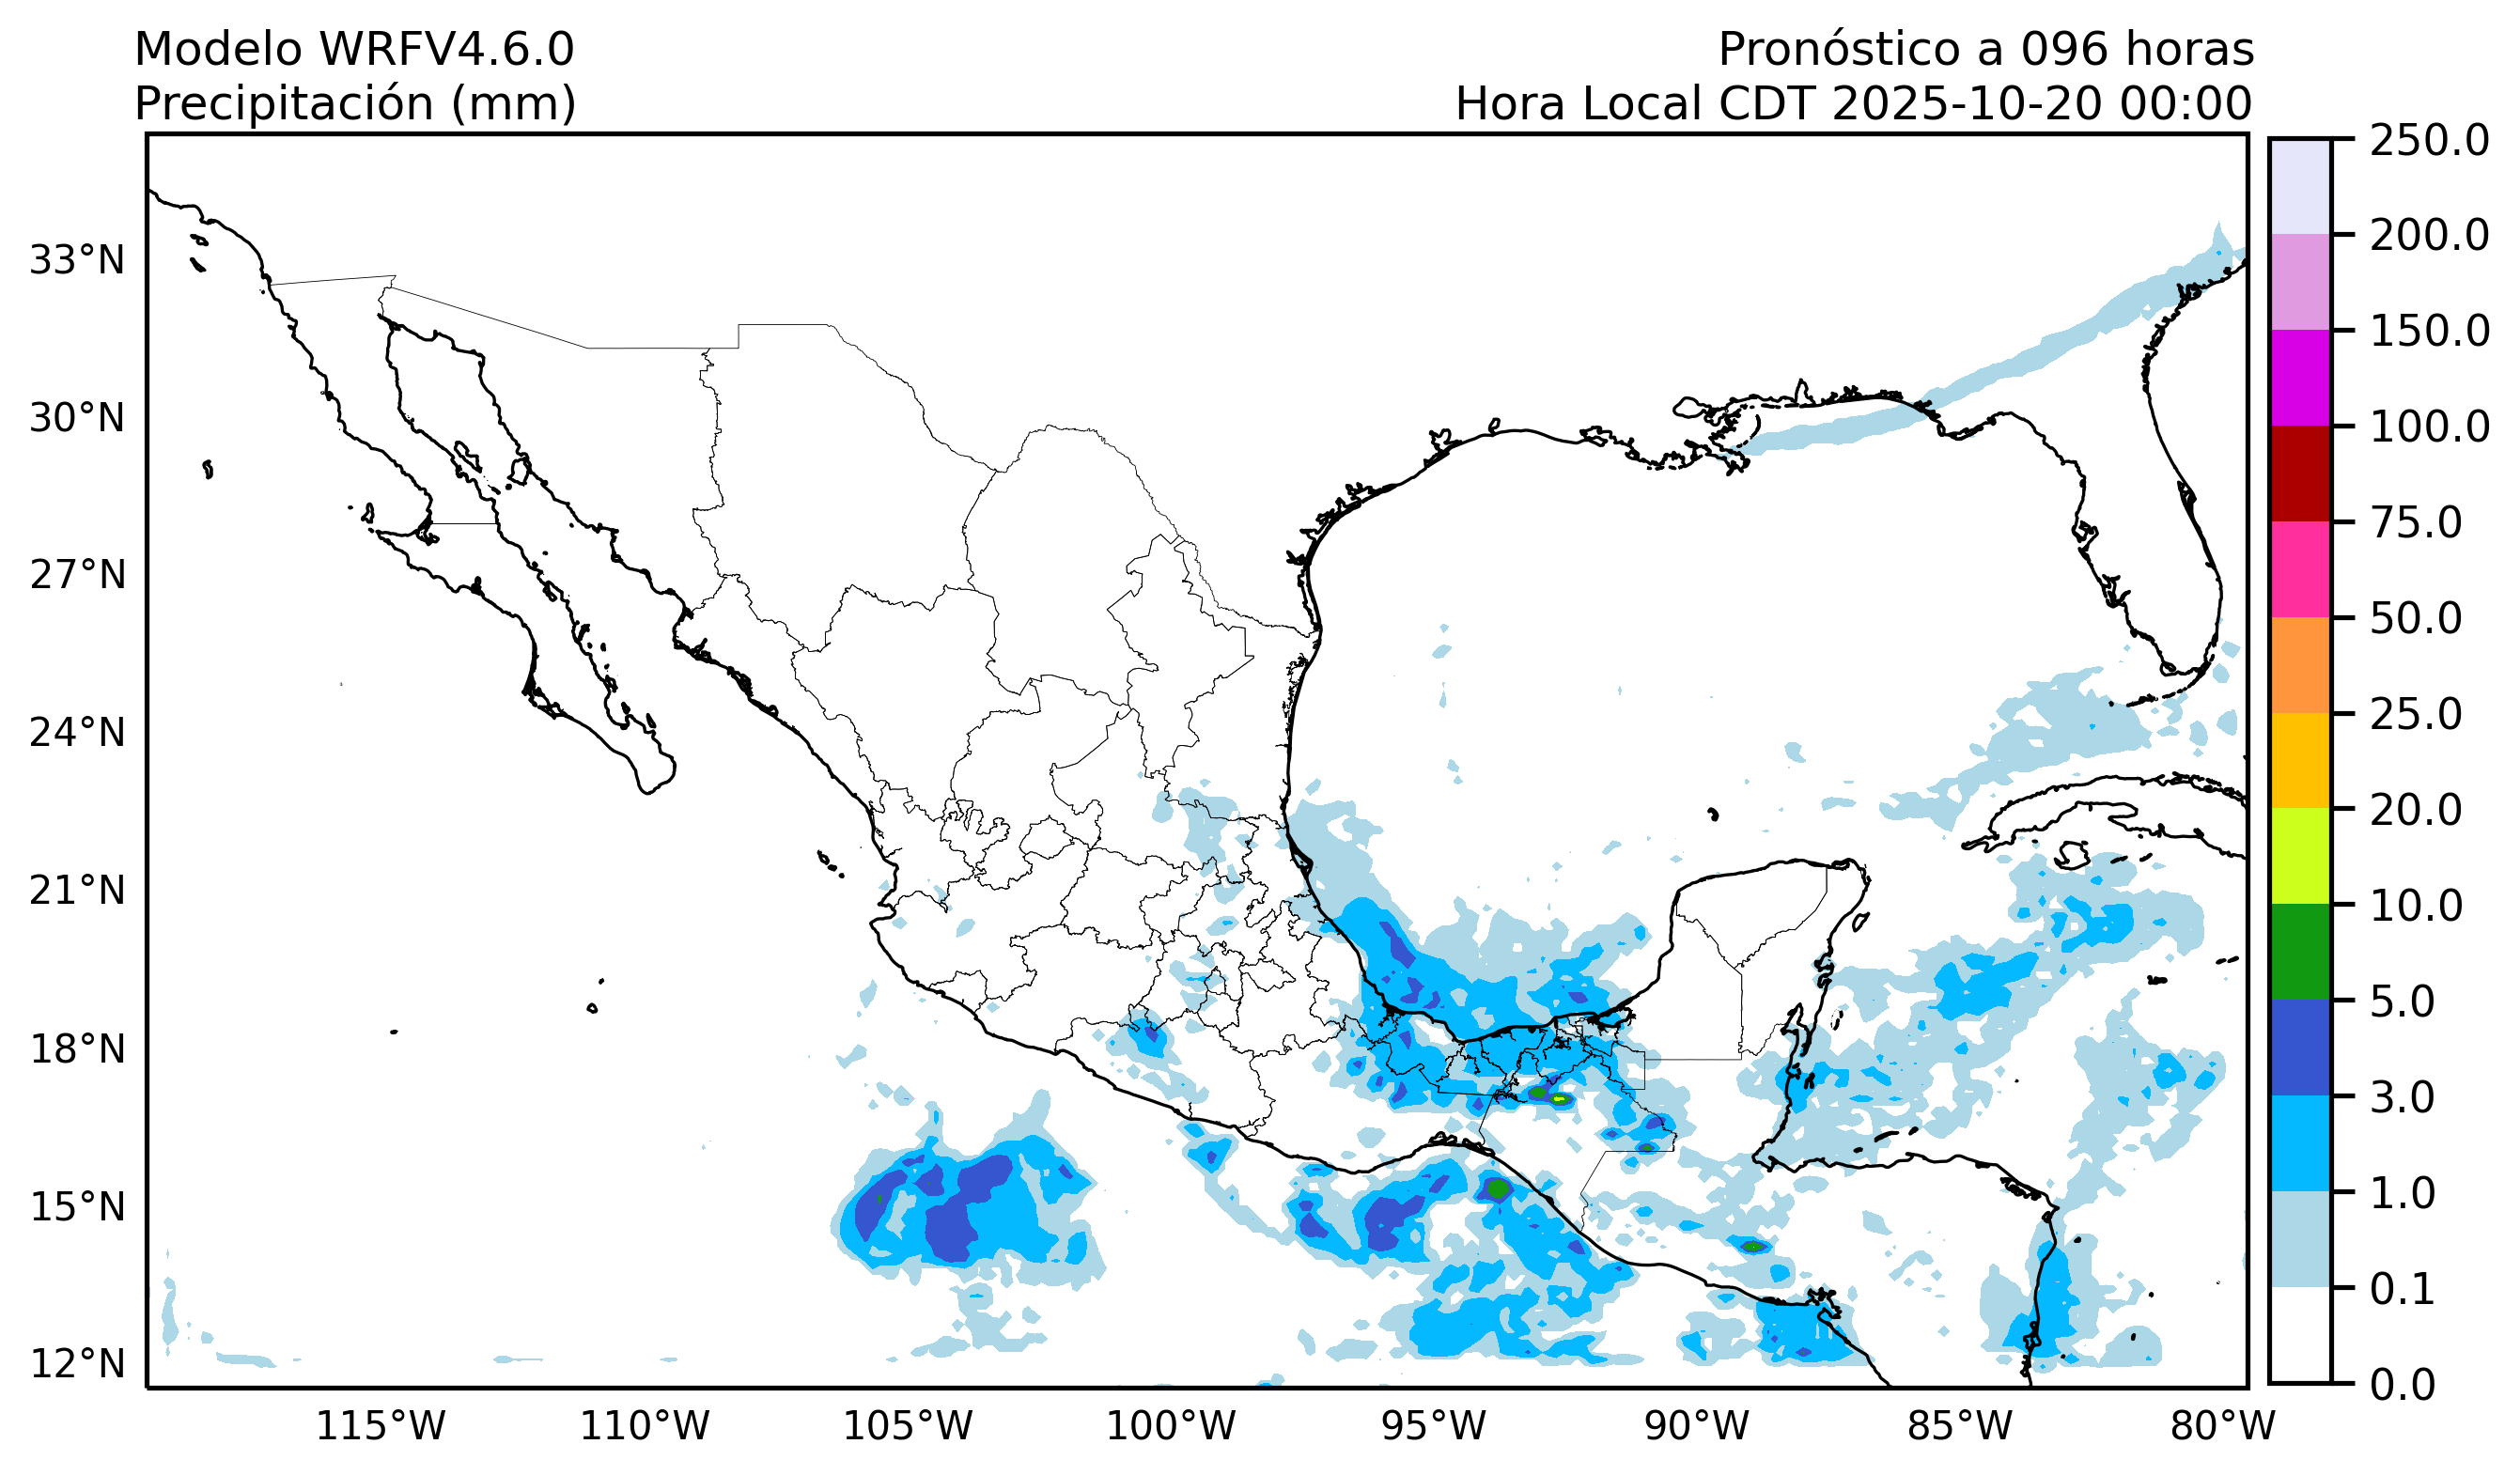 Modelo WRFV4.6.0
Precipitación (mm)
Pronóstico a 096 horas
Hora Local CDT 2025-10-20 00:00
33°N
30°N
27°N
24°N
21°N
18°N
15°N
12°N
115°W
110°W
105°W
100°W
95°W
90°W
85°W
80°W
250.0
200.0
150.0
100.0
75.0
50.0
25.0
20.0
10.0
5.0
3.0
1.0
0.1
0.0